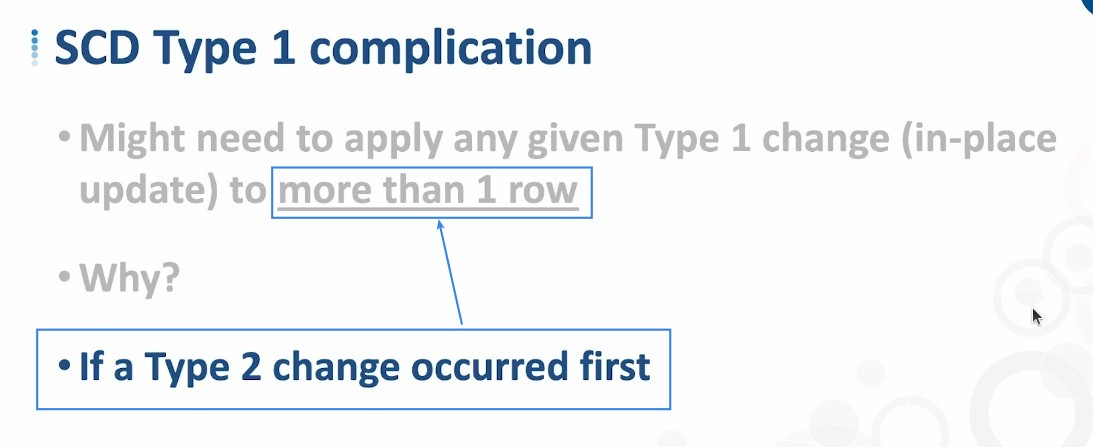 SCD Type 1 complication
• Might need to apply any given Type 1 change (in-place
update) to more than 1 row
• Why?
• If a Type 2 change occurred first